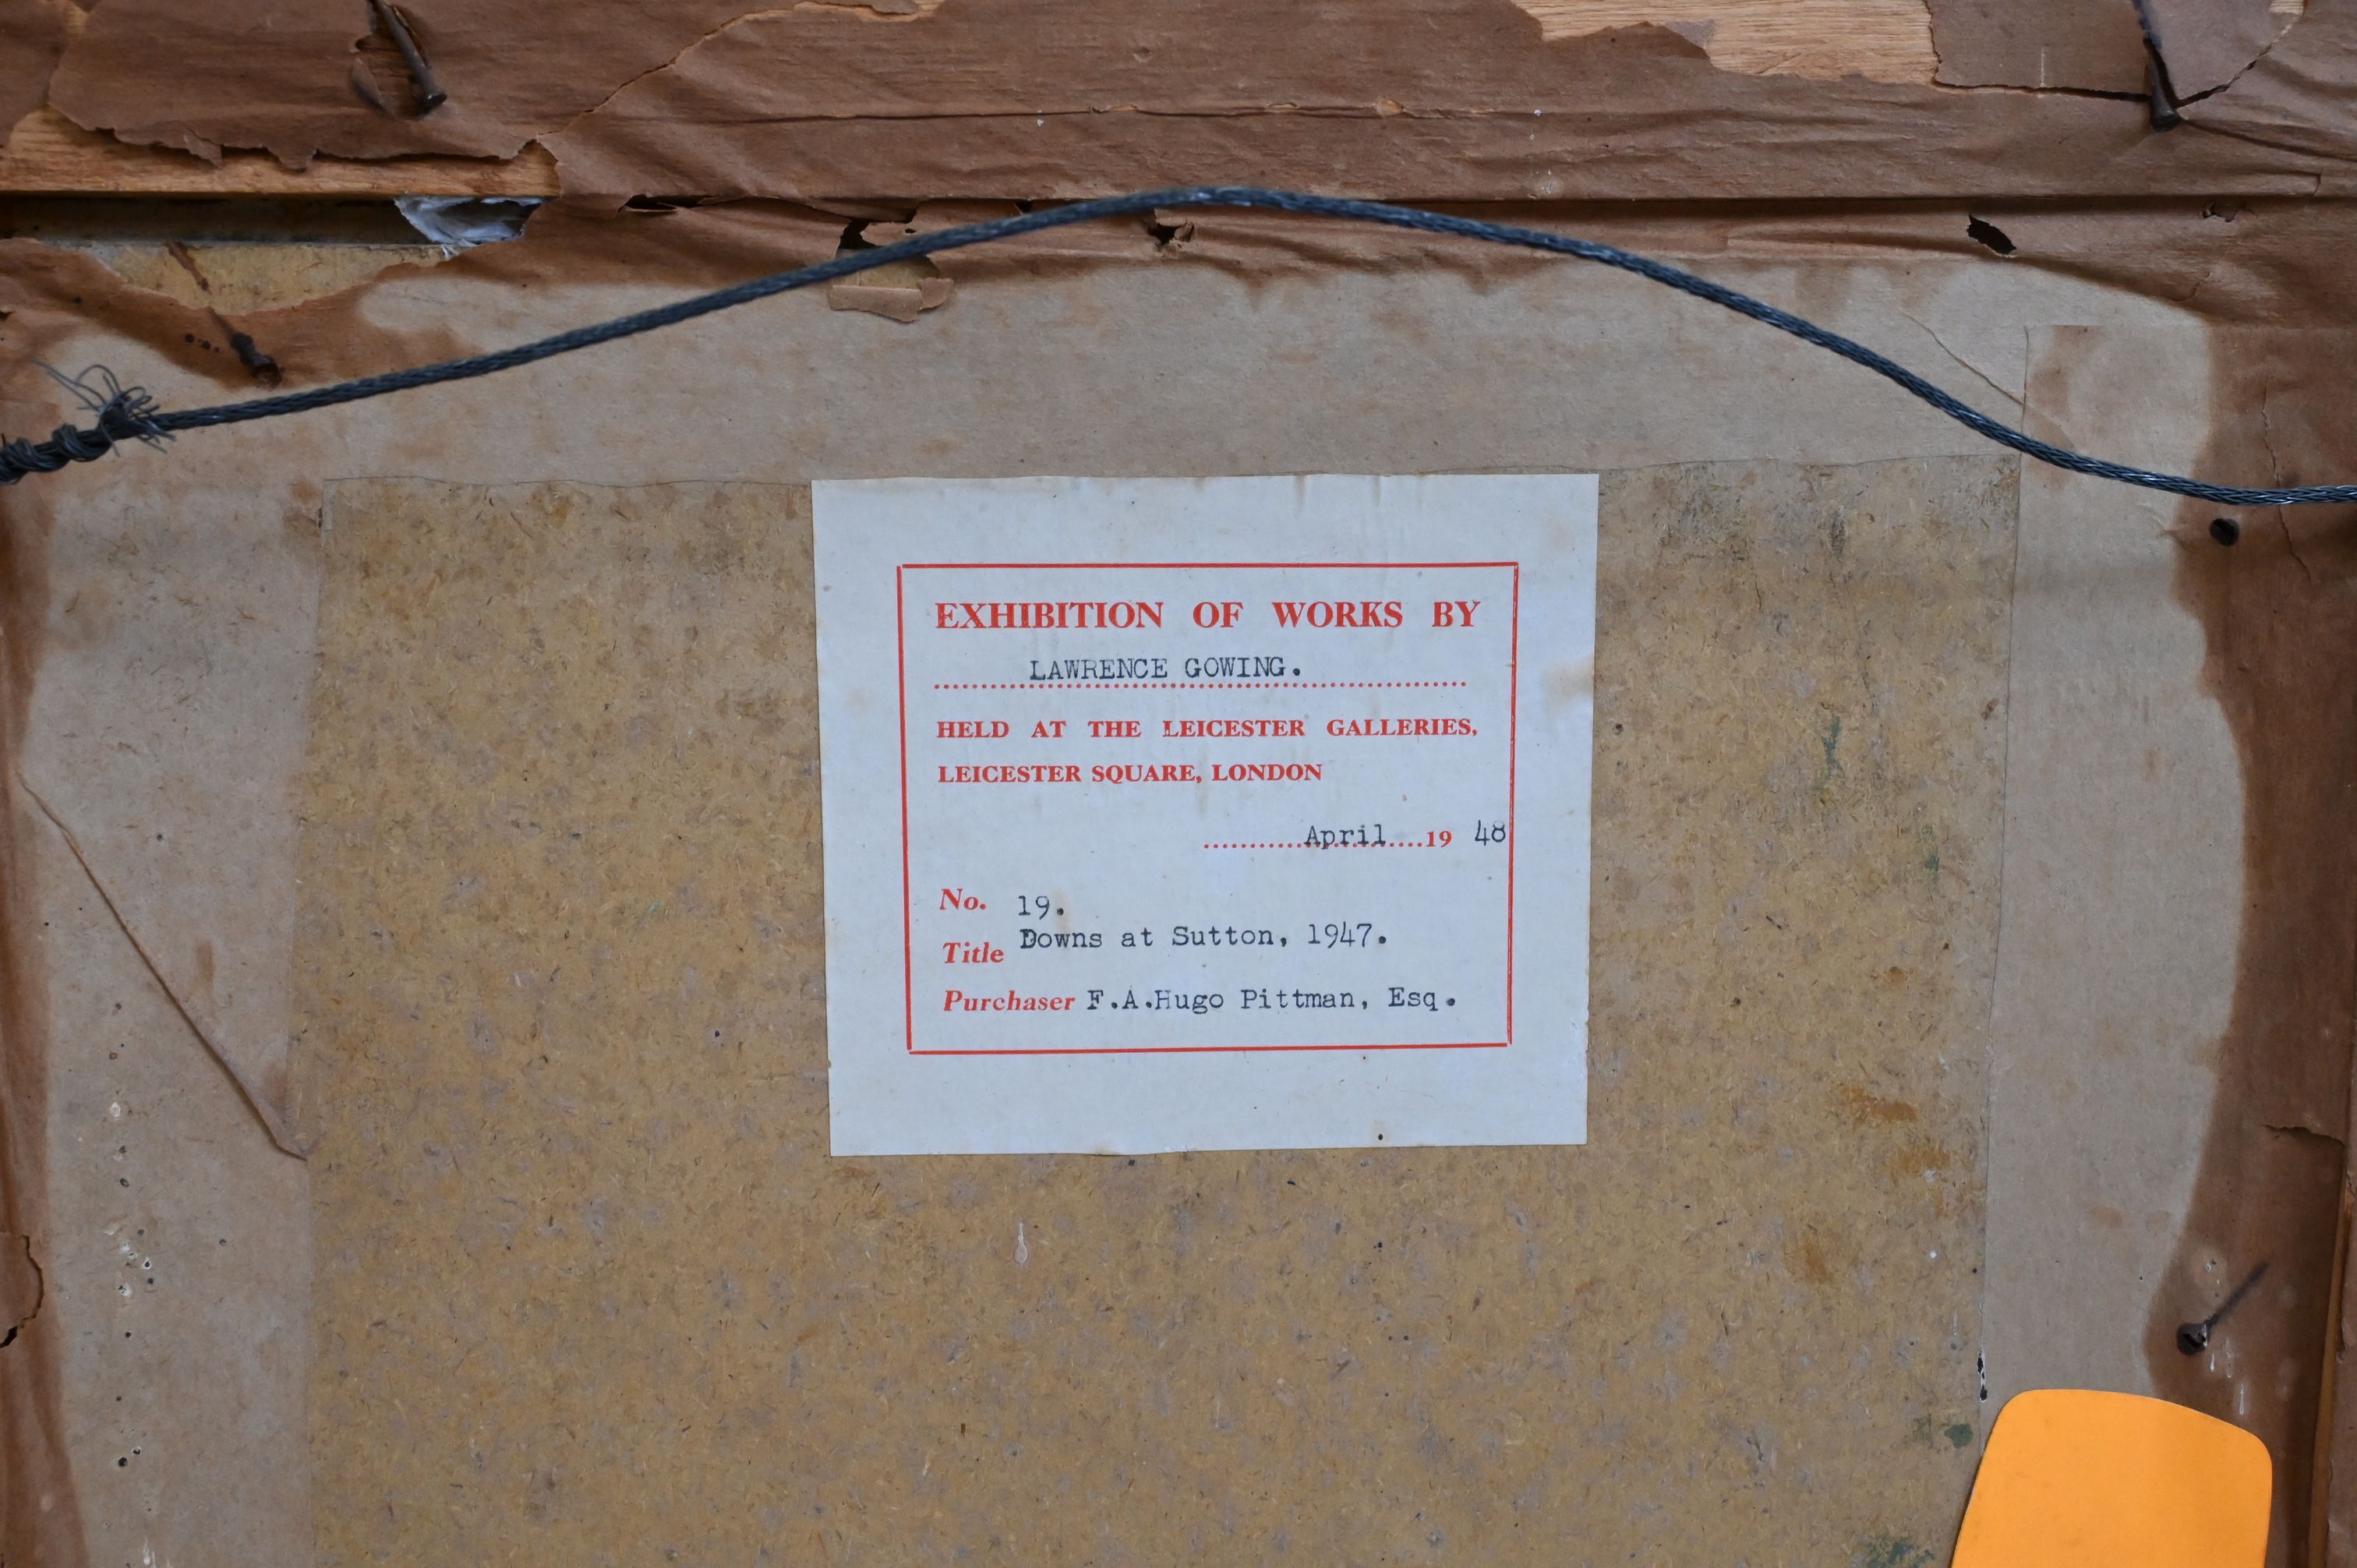 EXHIBITION OF WORKS BY
LAWRENCE GOWING.
HELD AT THE LEICESTER GALLERIES,
LEICESTER SQUARE, LONDON
April 19 48
No. 19.
Title Downs at Sutton, 1947.
Purchaser F.A.Hugo Pittman, Esq.